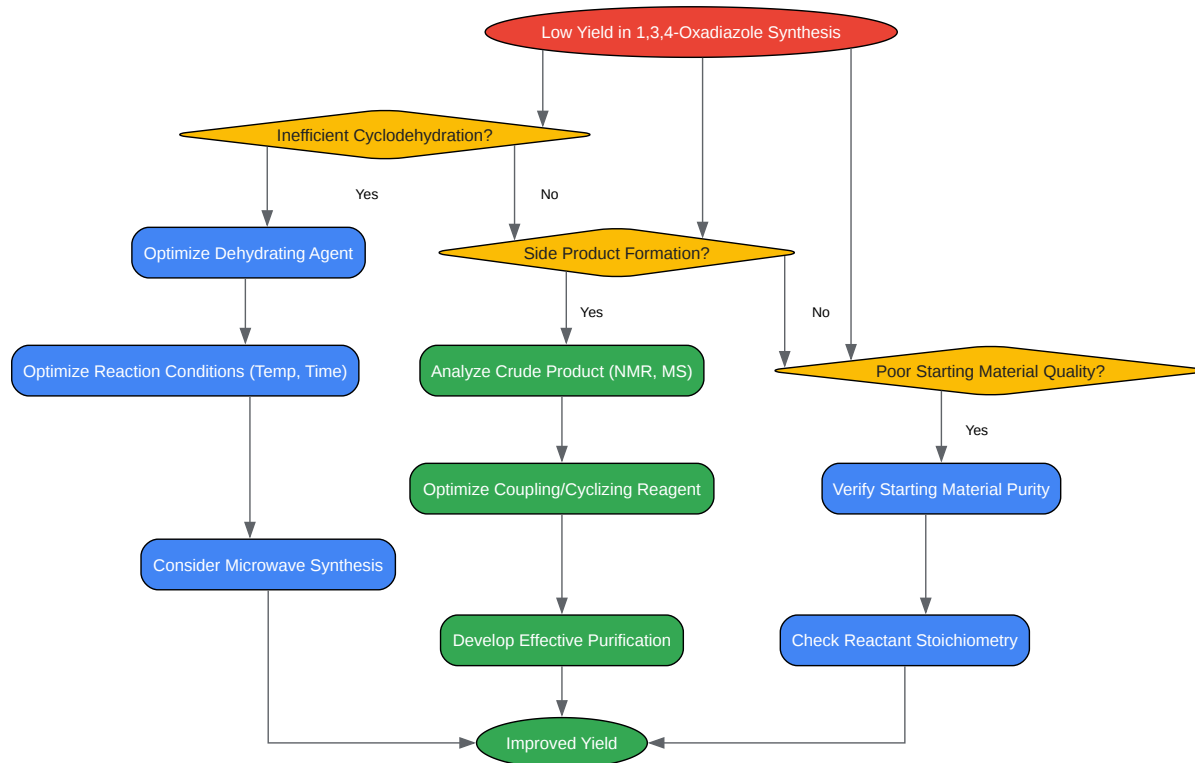 Low Yield in 1,3,4-Oxadiazole Synthesis
Inefficient Cyclodehydration?
Yes
No
Optimize Dehydrating Agent
Side Product Formation?
Yes
No
Optimize Reaction Conditions (Temp, Time)
Analyze Crude Product (NMR, MS)
Poor Starting Material Quality?
Yes
Optimize Coupling/Cyclizing Reagent
Verify Starting Material Purity
Consider Microwave Synthesis
Develop Effective Purification
Check Reactant Stoichiometry
Improved Yield